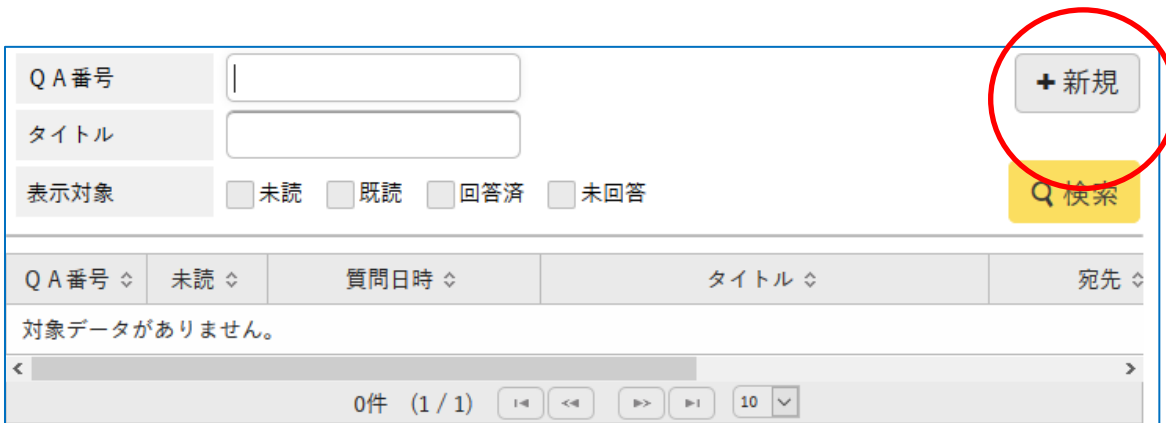 ＱＡ番号
✚新規
タイトル
表示対象 未読 既読 回答済 未回答
検索
ＱＡ番号 未読 質問日時 タイトル 宛先
対象データがありません。
0件 (1 / 1) 10